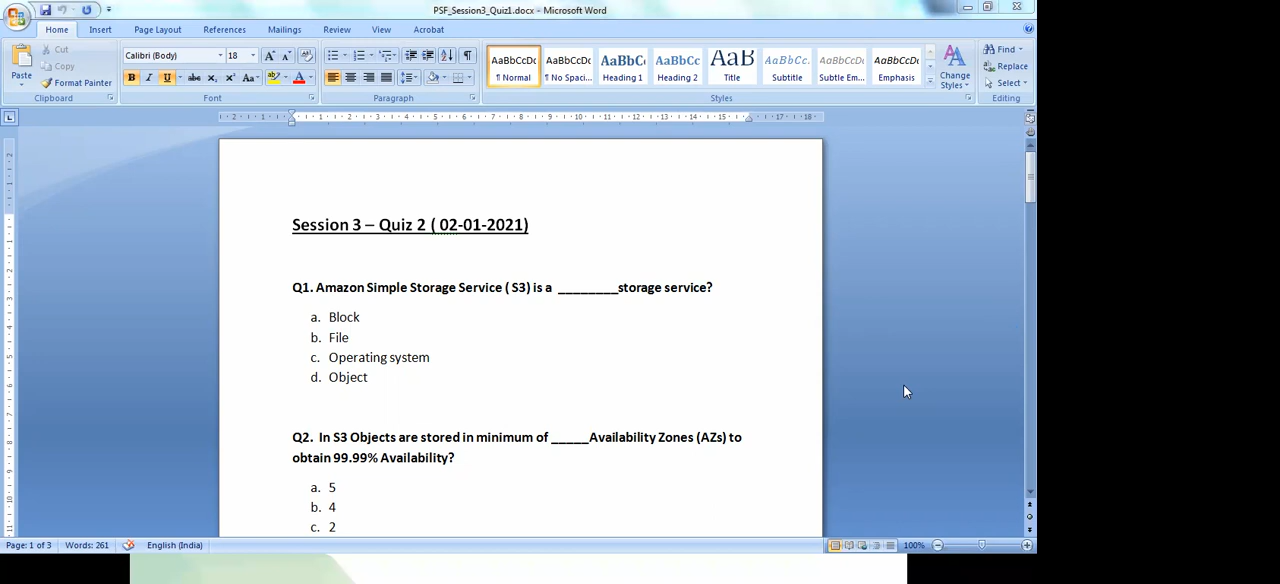 PSF_Session3_Quiz1.docx - Microsoft Word
Home Insert Page Layout References Mailings Review View Acrobat
Paste
Cut
Copy
Format Painter
Clipboard
Calibri (Body) 18
Font
Paragraph
AaBbCcDc AaBbCcDc AaBbC AaBbCc AaB AaBbCc. AaBbCcDc AaBbCcDc
¶ Normal ¶ No Spaci... Heading 1 Heading 2 Title Subtitle Subtle Em... Emphasis
Change Styles
Styles
Find
Replace
Select
Editing
Session 3 – Quiz 2 ( 02-01-2021)
Q1. Amazon Simple Storage Service ( S3) is a ________storage service?
a. Block
b. File
c. Operating system
d. Object
Q2. In S3 Objects are stored in minimum of _____Availability Zones (AZs) to
obtain 99.99% Availability?
a. 5
b. 4
c. 2
Page: 1 of 3 Words: 261 English (India) 100%